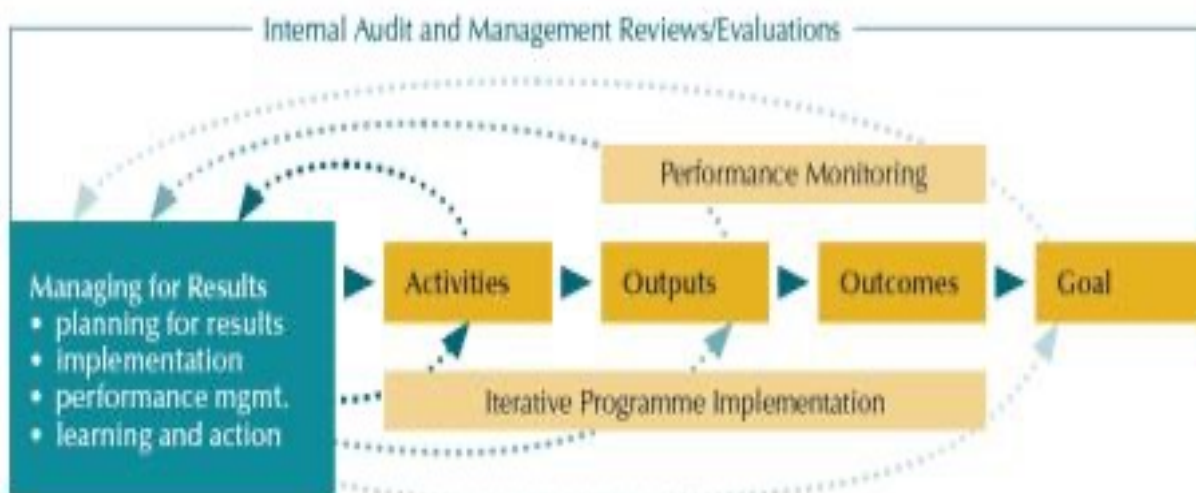 Internal Audit and Management Reviews/Evaluations
Performance Monitoring
Managing for Results
• planning for results
• implementation
• performance mgmt.
• learning and action
Activities
Outputs
Outcomes
Goal
Iterative Programme Implementation